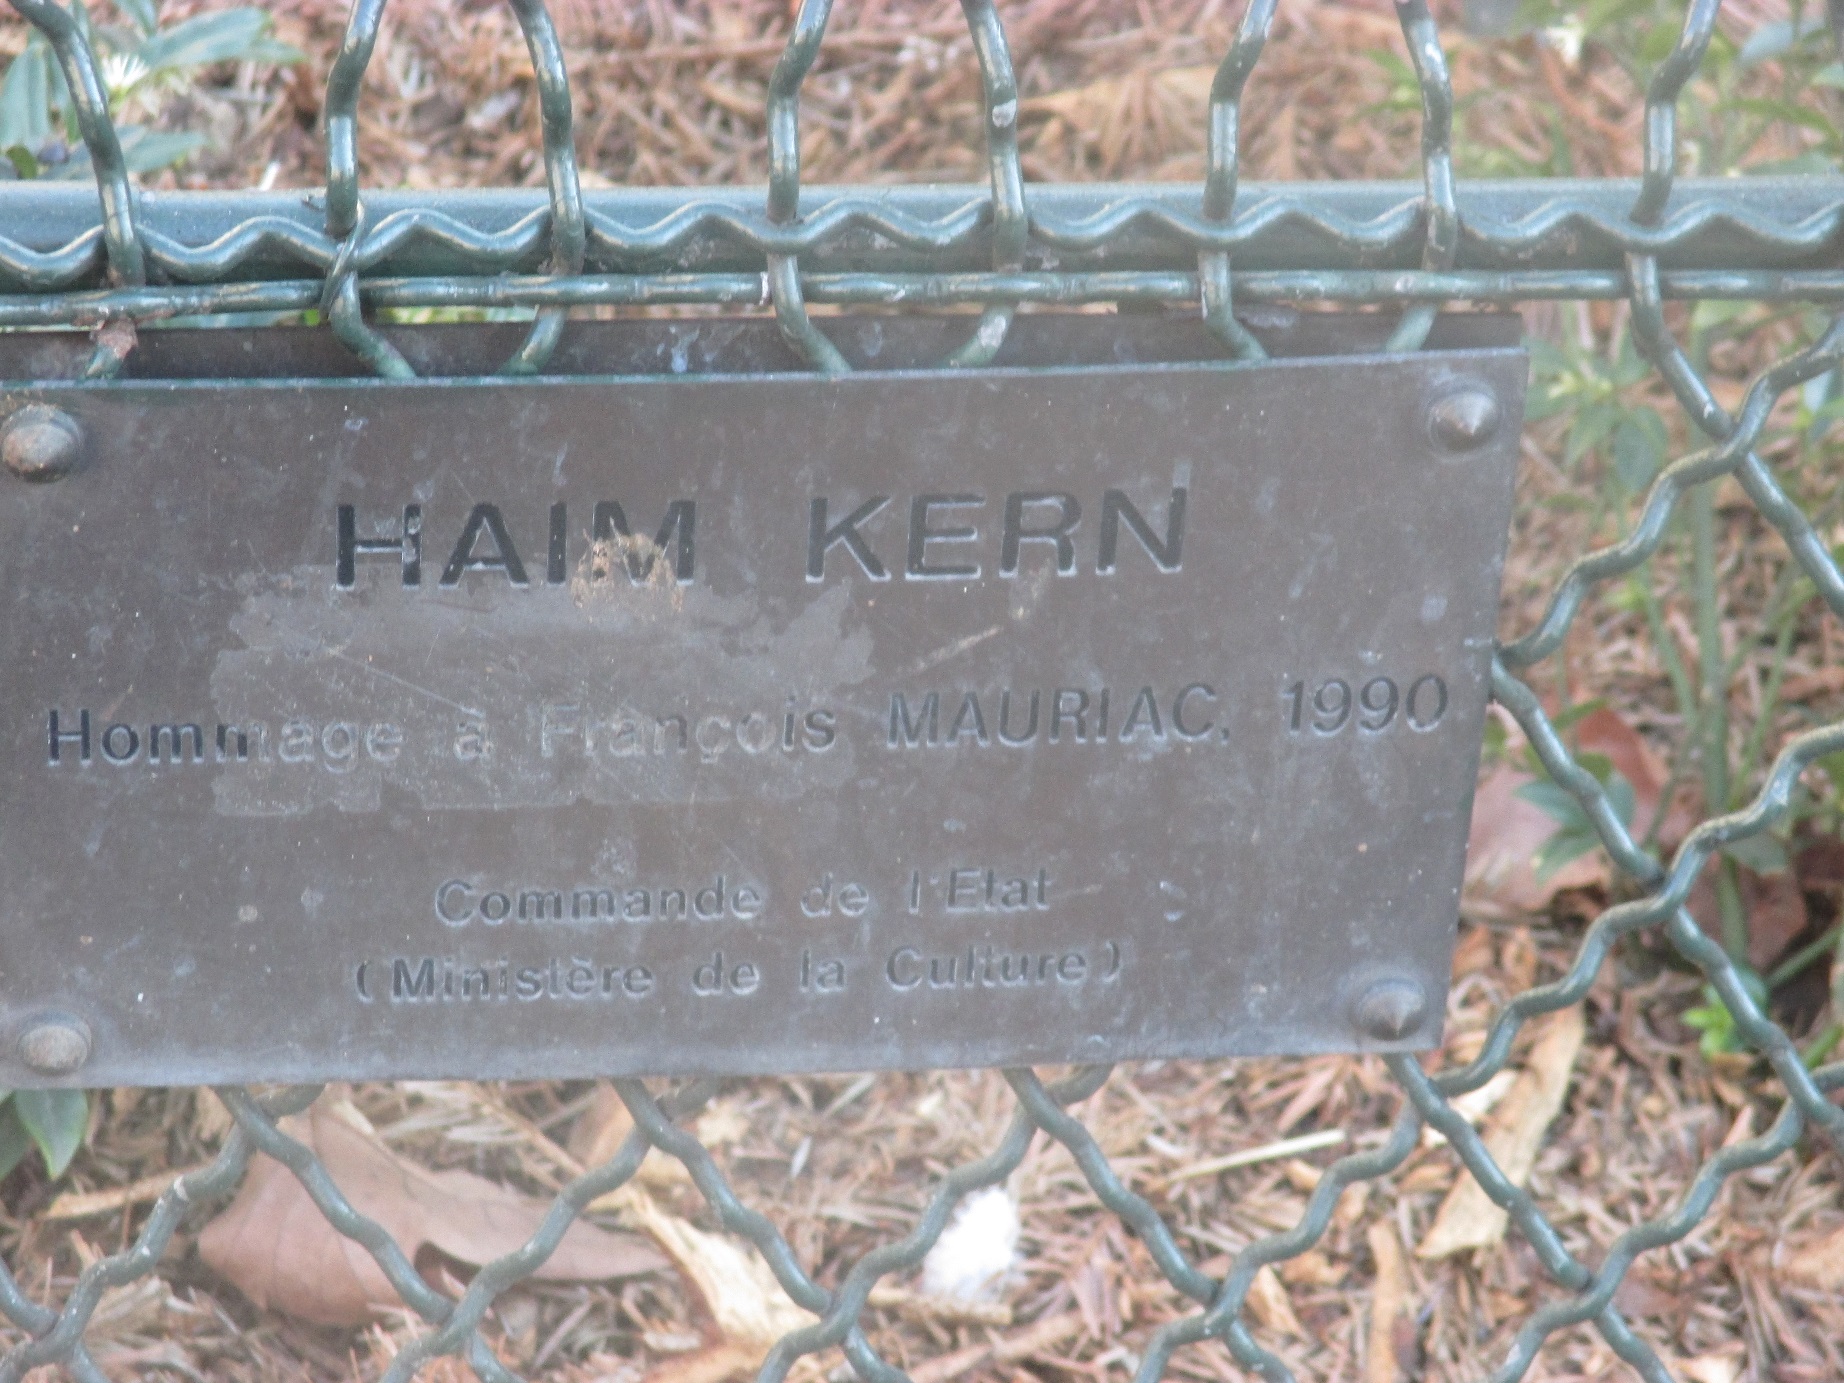 HAIM KERN
Hommage à François MAURIAC, 1990
Commande de l'Etat
(Ministère de la Culture)